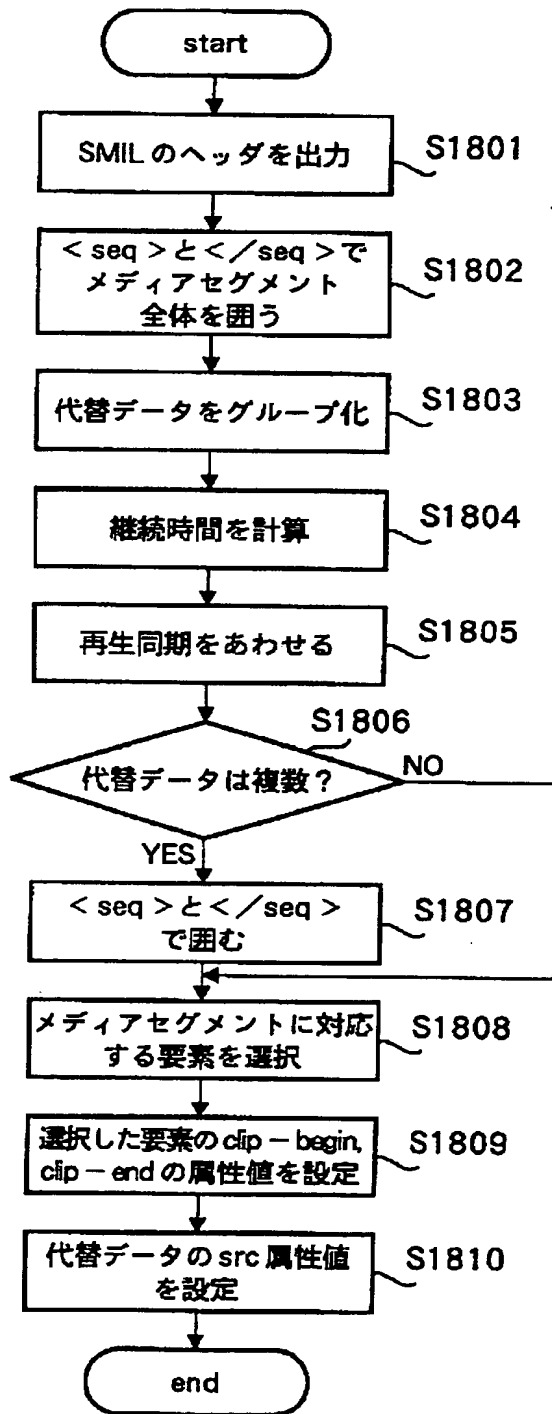 start
SMILのヘッダを出力
S1801
<seq>と</seq>で
メディアセグメント
全体を囲う
S1802
代替データをグループ化
S1803
継続時間を計算
S1804
再生同期をあわせる
S1805
S1806
代替データは複数?
NO
YES
<seq>と</seq>
で囲む
S1807
メディアセグメントに対応
する要素を選択
S1808
選択した要素のclip-begin,
clip-endの属性値を設定
S1809
代替データのsrc属性値
を設定
S1810
end